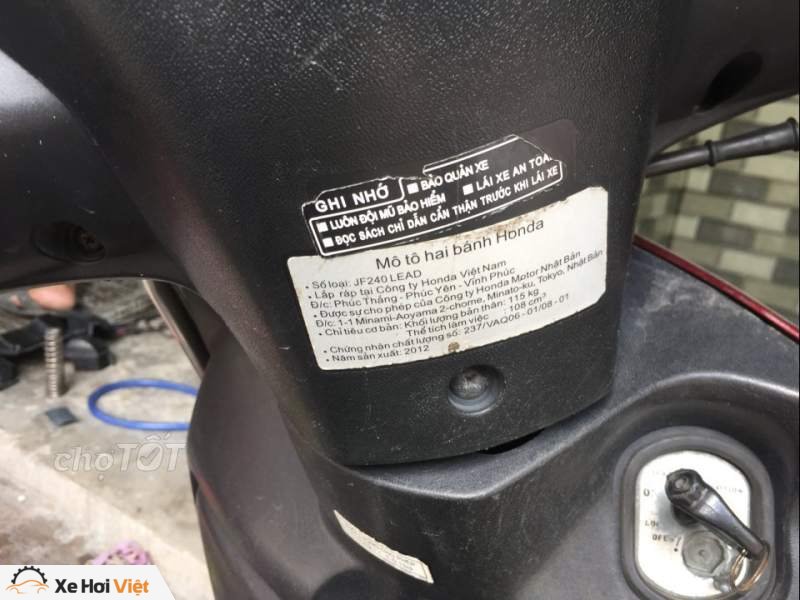 GHI NHỚ
■ BẢO QUẢN XE
■ LUÔN ĐỘI MŨ BẢO HIỂM ■ LÁI XE AN TOÀN
■ ĐỌC SÁCH CHỈ DẪN CẨN THẬN TRƯỚC KHI LÁI XE
Mô tô hai bánh Honda
• Số loại: JF240 LEAD
• Lắp ráp tại Công ty Honda Việt Nam
Đ/c: Phúc Thắng - Phúc Yên - Vĩnh Phúc
• Được sự cho phép của Công ty Honda Motor Nhật Bản
Đ/c: 1-1 Minami-Aoyama 2-chome, Minato-ku, Tokyo, Nhật Bản
• Chỉ tiêu cơ bản: Khối lượng bản thân: 115 kg
Thể tích làm việc : 108 cm³
• Chứng nhận chất lượng số: 237/VAQ06 - 01/08 - 01
• Năm sản xuất: 2012
chợTỐT
Xe Hơi Việt